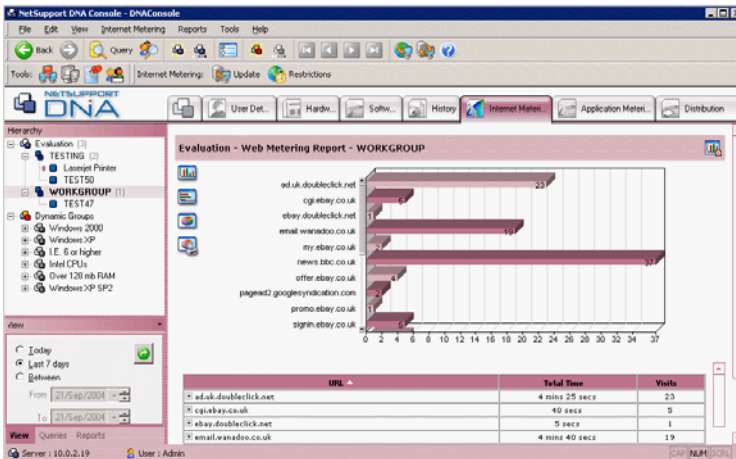 NetSupport DNA Console - DNAConsole
File Edit View Internet Metering Reports Tools Help
Back Query
Tools: Internet Metering: Update Restrictions
NETSUPPORT
DNA
User Det... Hardw... Softw... History Internet Meteri... Application Meteri... Distribution
Hierarchy
Evaluation (3)
TESTING (2)
Laserjet Printer
TEST50
WORKGROUP (1)
TEST47
Dynamic Groups
Windows 2000
Windows XP
I.E. 6 or higher
Intel CPUs
Over 128 mb RAM
Windows XP SP2
Evaluation - Web Metering Report - WORKGROUP
ad.uk.doubleclick.net 23
cgi.ebay.co.uk 5
ebay.doubleclick.net 1
email.wanadoo.co.uk 19
my.ebay.co.uk 2
news.bbc.co.uk 37
offer.ebay.co.uk 4
pagead2.googlesyndication.com 2
promo.ebay.co.uk 1
signin.ebay.co.uk 5
0 2 4 6 8 10 12 14 16 18 20 22 24 26 28 30 32 34 37
View
Today
Last 7 days
Between
From 21/Sep/2004
To 21/Sep/2004
View Queries Reports
URL Total Time Visits
ad.uk.doubleclick.net 4 mins 25 secs 23
cgi.ebay.co.uk 40 secs 5
ebay.doubleclick.net 5 secs 1
email.wanadoo.co.uk 4 mins 40 secs 19
Server : 10.0.2.19 User : Admin CAP NUM SCRL